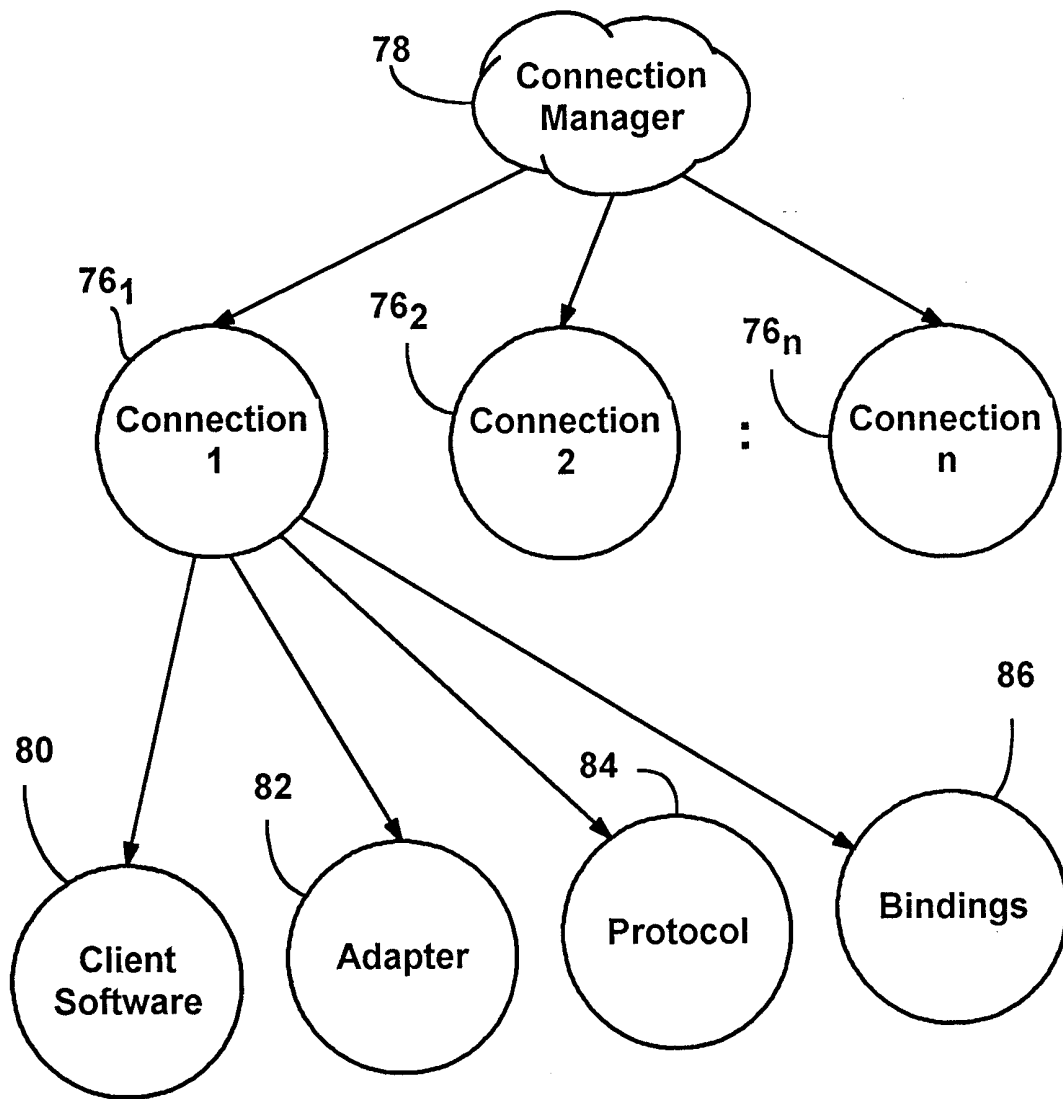 78
Connection
Manager
76₁
76₂
76ₙ
Connection
1
Connection
2
:
Connection
n
86
80
82
84
Client
Software
Adapter
Protocol
Bindings